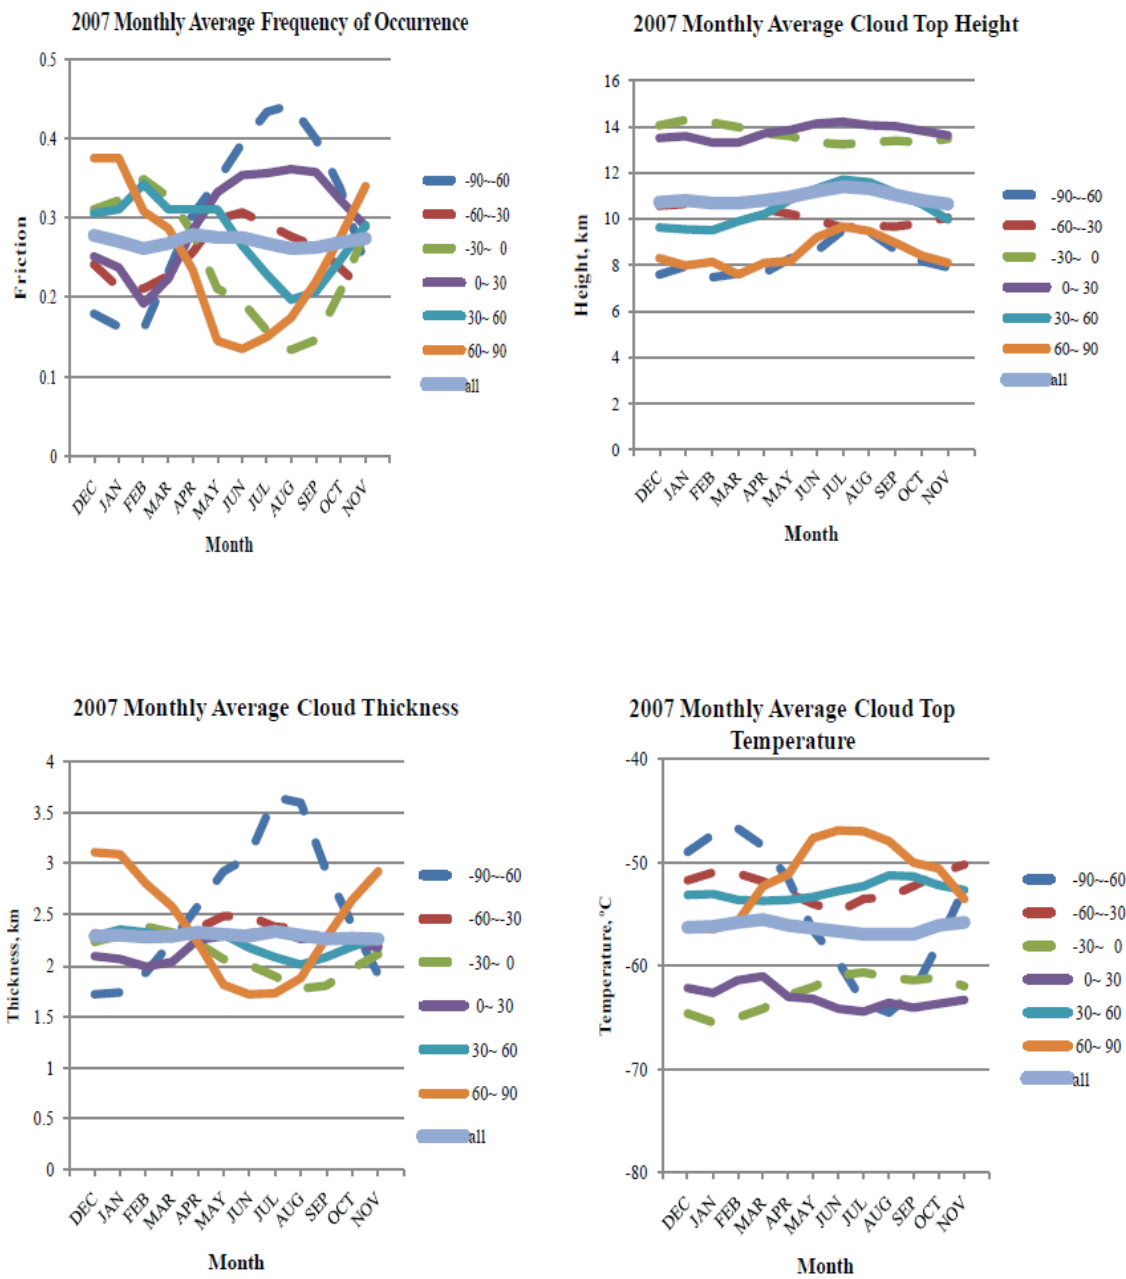 2007 Monthly Average Frequency of Occurrence
0.5
0.4
0.3
0.2
0.1
0
Friction
DEC
JAN
FEB
MAR
APR
MAY
JUN
JUL
AUG
SEP
OCT
NOV
Month
-90~-60
-60~-30
-30~ 0
0~ 30
30~ 60
60~ 90
all
2007 Monthly Average Cloud Top Height
16
14
12
10
8
6
4
2
0
Height, km
DEC
JAN
FEB
MAR
APR
MAY
JUN
JUL
AUG
SEP
OCT
NOV
Month
-90~-60
-60~-30
-30~ 0
0~ 30
30~ 60
60~ 90
all
2007 Monthly Average Cloud Thickness
4
3.5
3
2.5
2
1.5
1
0.5
0
Thickness, km
DEC
JAN
FEB
MAR
APR
MAY
JUN
JUL
AUG
SEP
OCT
NOV
Month
-90~-60
-60~-30
-30~ 0
0~ 30
30~ 60
60~ 90
all
2007 Monthly Average Cloud Top
Temperature
-40
-50
-60
-70
-80
Temperature, °C
DEC
JAN
FEB
MAR
APR
MAY
JUN
JUL
AUG
SEP
OCT
NOV
Month
-90~-60
-60~-30
-30~ 0
0~ 30
30~ 60
60~ 90
all